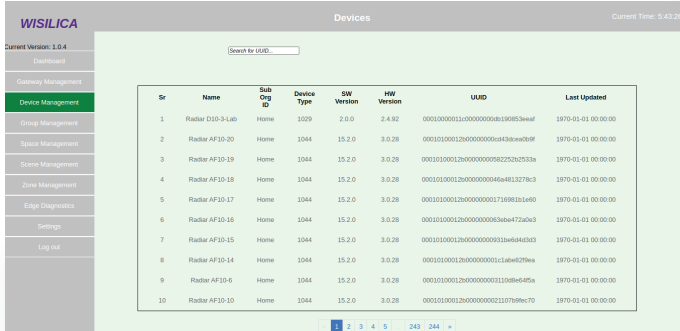 WISILICA
Devices
Current Time: 5:43:28
Current Version: 1.0.4
Search for UUID...
Dashboard
Gateway Management
Device Management
Group Management
Space Management
Scene Management
Zone Management
Edge Diagnostics
Settings
Log out
Sr Name Sub Org ID Device Type SW Version HW Version UUID Last Updated
1 Radiar D10-3-Lab Home 1029 2.0.0 2.4.92 00010000011c00000000db190853eeaf 1970-01-01 00:00:00
2 Radiar AF10-20 Home 1044 15.2.0 3.0.28 00010100012b00000000cd43dcea0b9f 1970-01-01 00:00:00
3 Radiar AF10-19 Home 1044 15.2.0 3.0.28 00010100012b00000000582252b2533a 1970-01-01 00:00:00
4 Radiar AF10-18 Home 1044 15.2.0 3.0.28 00010100012b0000000046a4813278c3 1970-01-01 00:00:00
5 Radiar AF10-17 Home 1044 15.2.0 3.0.28 00010100012b000000001716981b1e60 1970-01-01 00:00:00
6 Radiar AF10-16 Home 1044 15.2.0 3.0.28 00010100012b0000000063ebe472a0e3 1970-01-01 00:00:00
7 Radiar AF10-15 Home 1044 15.2.0 3.0.28 00010100012b00000000931be6d4d3d3 1970-01-01 00:00:00
8 Radiar AF10-14 Home 1044 15.2.0 3.0.28 00010100012b000000001c1abe82f9ea 1970-01-01 00:00:00
9 Radiar AF10-6 Home 1044 15.2.0 3.0.28 00010100012b000000003110d8e64f5a 1970-01-01 00:00:00
10 Radiar AF10-10 Home 1044 15.2.0 3.0.28 00010100012b0000000021107b9fec70 1970-01-01 00:00:00
1 2 3 4 5 243 244 »